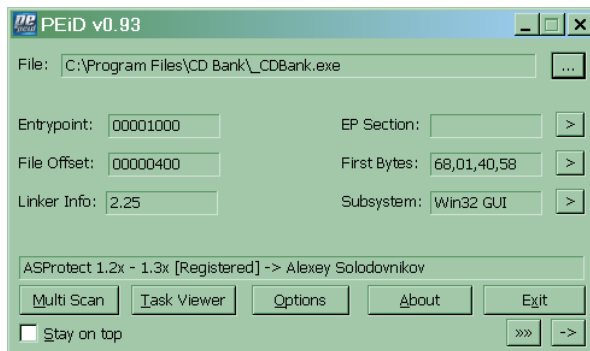 PEiD v0.93
File: C:\Program Files\CD Bank\_CDBank.exe ...
Entrypoint: 00001000 EP Section: >
File Offset: 00000400 First Bytes: 68,01,40,58 >
Linker Info: 2.25 Subsystem: Win32 GUI >
ASProtect 1.2x - 1.3x [Registered] -> Alexey Solodovnikov
Multi Scan Task Viewer Options About Exit
Stay on top »» ->